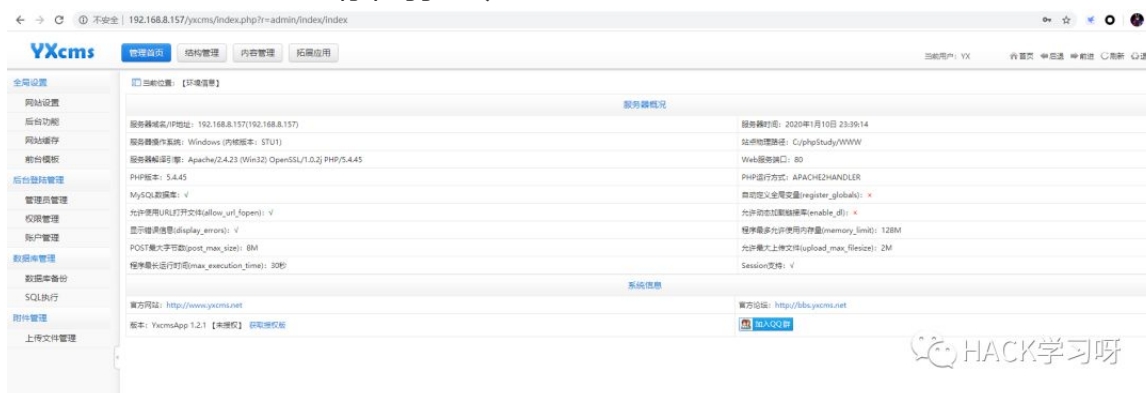 不安全 | 192.168.8.157/yxcms/index.php?r=admin/index/index
YXcms
管理首页 结构管理 内容管理 拓展应用
当前用户: YX 首页 后退 前进 刷新
全局设置
网站设置
后台功能
网站缓存
前台模板
后台登陆管理
管理员管理
权限管理
账户管理
数据库管理
数据库备份
SQL执行
附件管理
上传文件管理
当前位置: 【环境信息】
服务器概况
服务器域名/IP地址: 192.168.8.157(192.168.8.157) 服务器时间: 2020年1月10日 23:39:14
服务器操作系统: Windows (内核版本: STU1) 站点物理路径: C:/phpStudy/WWW
服务器解译引擎: Apache/2.4.23 (Win32) OpenSSL/1.0.2j PHP/5.4.45 Web服务端口: 80
PHP版本: 5.4.45 PHP运行方式: APACHE2HANDLER
MySQL数据库: √ 自动定义全局变量(register_globals): ×
允许使用URL打开文件(allow_url_fopen): √ 允许动态加载链接库(enable_dl): ×
显示错误信息(display_errors): √ 程序最多允许使用内存量(memory_limit): 128M
POST最大字节数(post_max_size): 8M 允许最大上传文件(upload_max_filesize): 2M
程序最长运行时间(max_execution_time): 30秒 Session支持: √
系统信息
官方网站: http://www.yxcms.net 官方论坛: http://bbs.yxcms.net
版本: YxcmsApp 1.2.1 【未授权】 获取授权版 加入QQ群
HACK学习呀